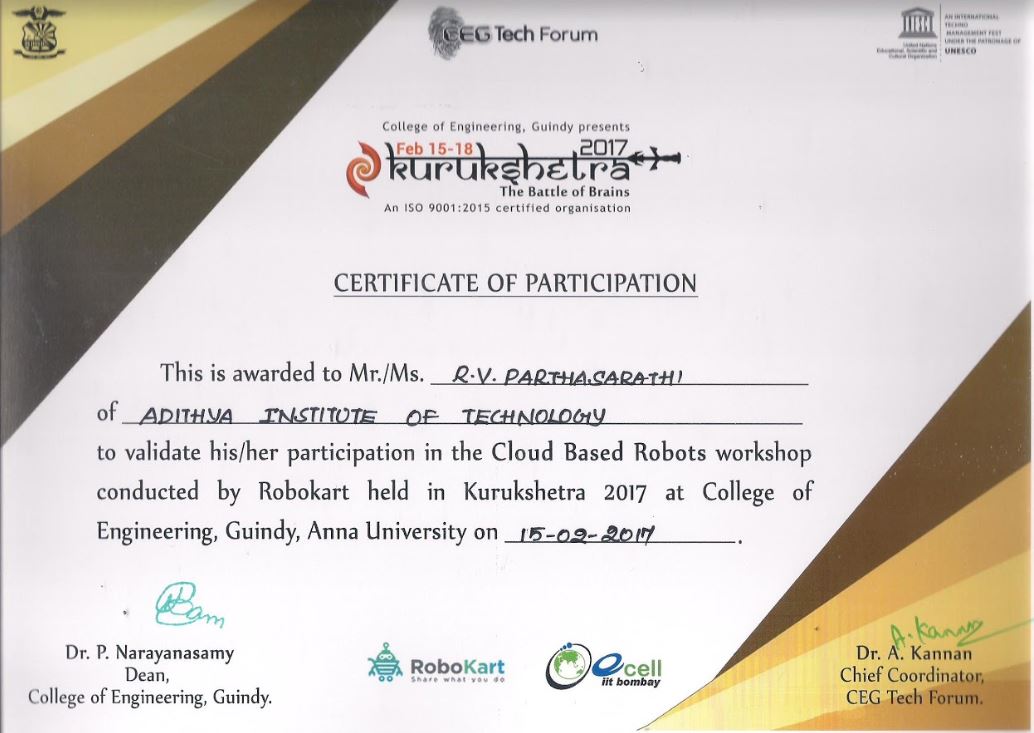 CEG Tech Forum
AN INTERNATIONAL
TECHNO
MANAGEMENT FEST
UNDER THE PATRONAGE OF
UNESCO
United Nations
Educational, Scientific and
Cultural Organization
College of Engineering, Guindy presents
Feb 15-18 2017
kurukshetra
The Battle of Brains
An ISO 9001:2015 certified organisation
CERTIFICATE OF PARTICIPATION
This is awarded to Mr./Ms. R.V. PARTHASARATHI
of ADITHYA INSTITUTE OF TECHNOLOGY
to validate his/her participation in the Cloud Based Robots workshop
conducted by Robokart held in Kurukshetra 2017 at College of
Engineering, Guindy, Anna University on 15-02-2017.
Dr. P. Narayanasamy
Dean,
College of Engineering, Guindy.
RoboKart
Share what you do
ecell
iit bombay
A. Kannan
Dr. A. Kannan
Chief Coordinator,
CEG Tech Forum.